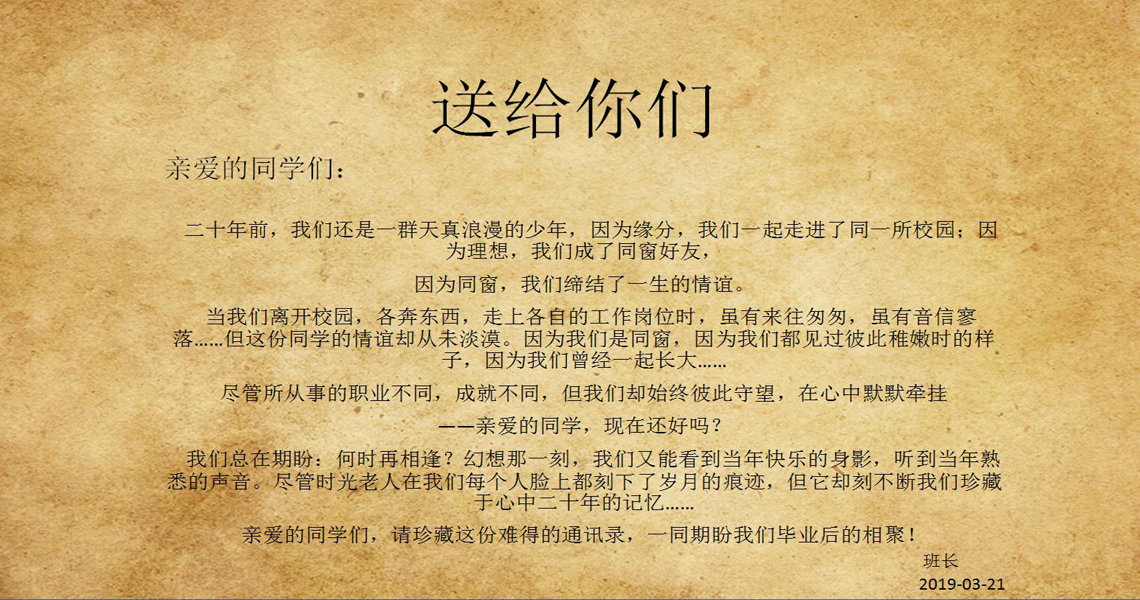 送给你们
亲爱的同学们：
二十年前，我们还是一群天真浪漫的少年，因为缘分，我们一起走进了同一所校园；因
为理想，我们成了同窗好友，
因为同窗，我们缔结了一生的情谊。
当我们离开校园，各奔东西，走上各自的工作岗位时，虽有来往匆匆，虽有音信寥
落……但这份同学的情谊却从未淡漠。因为我们是同窗，因为我们都见过彼此稚嫩时的样
子，因为我们曾经一起长大……
尽管所从事的职业不同，成就不同，但我们却始终彼此守望，在心中默默牵挂
——亲爱的同学，现在还好吗？
我们总在期盼：何时再相逢？幻想那一刻，我们又能看到当年快乐的身影，听到当年熟
悉的声音。尽管时光老人在我们每个人脸上都刻下了岁月的痕迹，但它却刻不断我们珍藏
于心中二十年的记忆……
亲爱的同学们，请珍藏这份难得的通讯录，一同期盼我们毕业后的相聚！
班长
2019-03-21